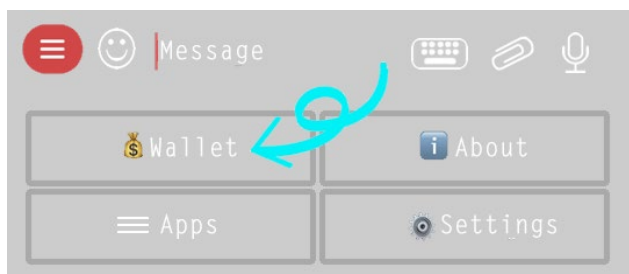 Message
💰Wallet
ℹ️About
Apps
⚙️Settings